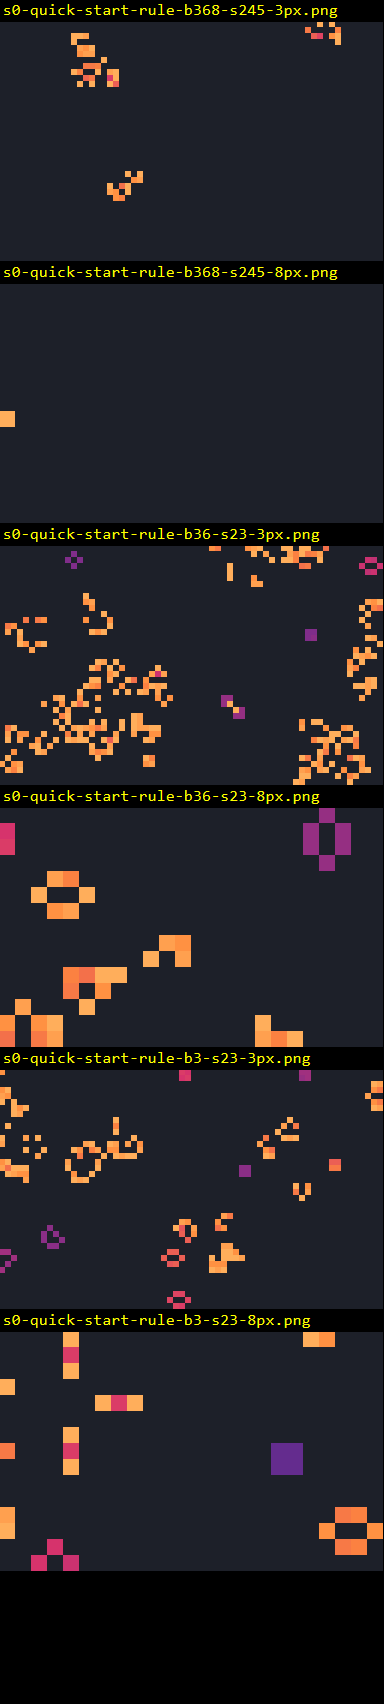 s0-quick-start-rule-b368-s245-3px.png
s0-quick-start-rule-b368-s245-8px.png
s0-quick-start-rule-b36-s23-3px.png
s0-quick-start-rule-b36-s23-8px.png
s0-quick-start-rule-b3-s23-3px.png
s0-quick-start-rule-b3-s23-8px.png